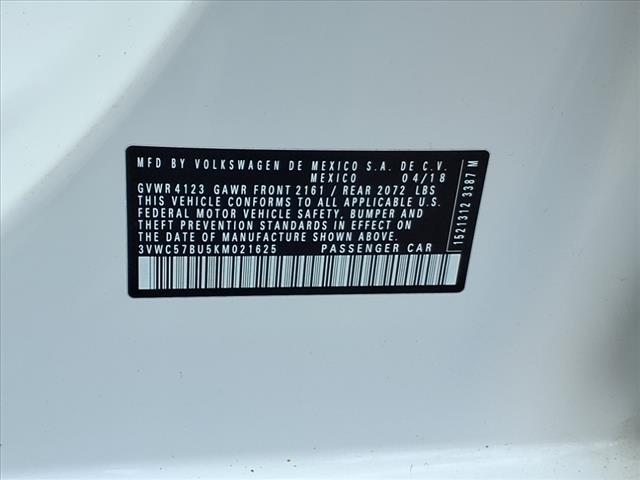 MFD BY VOLKSWAGEN DE MEXICO S.A. DE C.V.
MEXICO 04/18
GVWR 4123 GAWR FRONT 2161 / REAR 2072 LBS
THIS VEHICLE CONFORMS TO ALL APPLICABLE U.S.
FEDERAL MOTOR VEHICLE SAFETY, BUMPER AND
THEFT PREVENTION STANDARDS IN EFFECT ON
THE DATE OF MANUFACTURE SHOWN ABOVE.
3VWC57BU5KM021625 PASSENGER CAR
1521312 3387 M